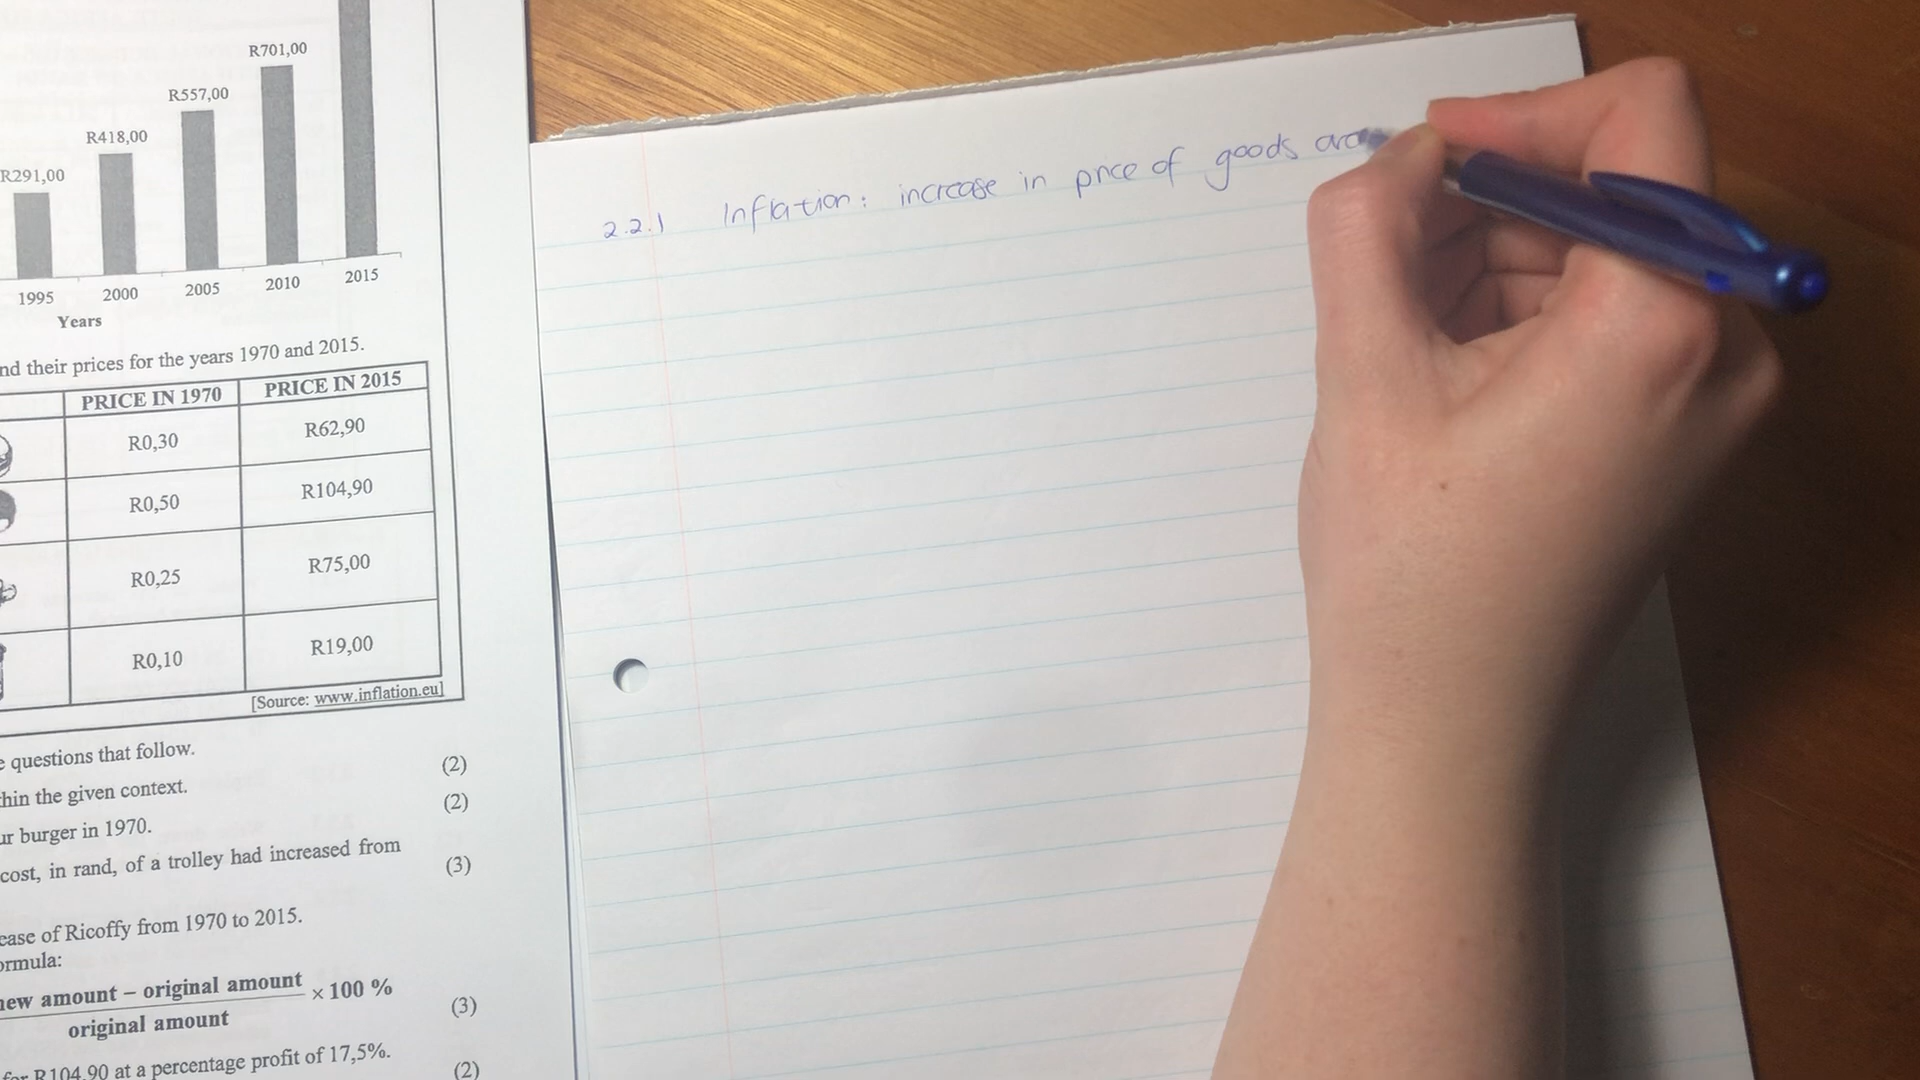 R701,00
R557,00
R418,00
R291,00
1995 2000 2005 2010 2015
Years
nd their prices for the years 1970 and 2015.
PRICE IN 1970 PRICE IN 2015
R0,30 R62,90
R0,50 R104,90
R0,25 R75,00
R0,10 R19,00
[Source: www.inflation.eu]
questions that follow.
(2)
hin the given context.
(2)
ur burger in 1970.
cost, in rand, of a trolley had increased from
(3)
ease of Ricoffy from 1970 to 2015.
ormula:
new amount – original amount
× 100 %
original amount
(3)
for R104,90 at a percentage profit of 17,5%.
(2)
2.2.1 Inflation: increase in price of goods